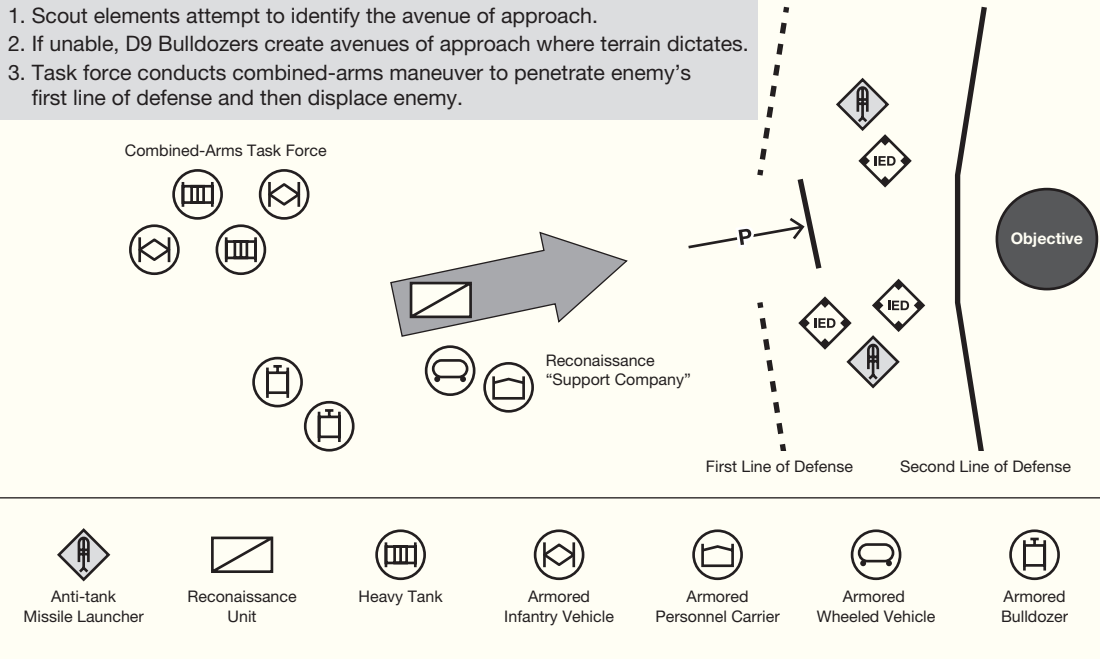 1. Scout elements attempt to identify the avenue of approach.
2. If unable, D9 Bulldozers create avenues of approach where terrain dictates.
3. Task force conducts combined-arms maneuver to penetrate enemy's
first line of defense and then displace enemy.
Combined-Arms Task Force
IED
P
Objective
IED
IED
Reconaissance
“Support Company”
First Line of Defense
Second Line of Defense
Anti-tank
Missile Launcher
Reconaissance
Unit
Heavy Tank
Armored
Infantry Vehicle
Armored
Personnel Carrier
Armored
Wheeled Vehicle
Armored
Bulldozer